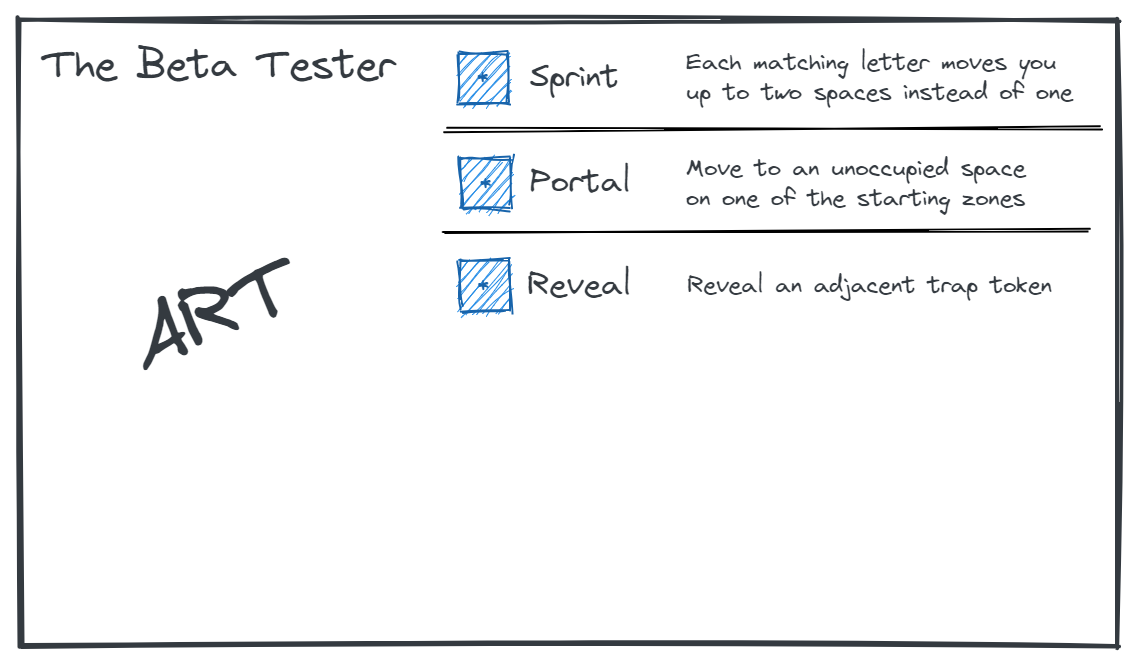 The Beta Tester
* Sprint
Each matching letter moves you
up to two spaces instead of one
* Portal
Move to an unoccupied space
on one of the starting zones
* Reveal
Reveal an adjacent trap token
ART